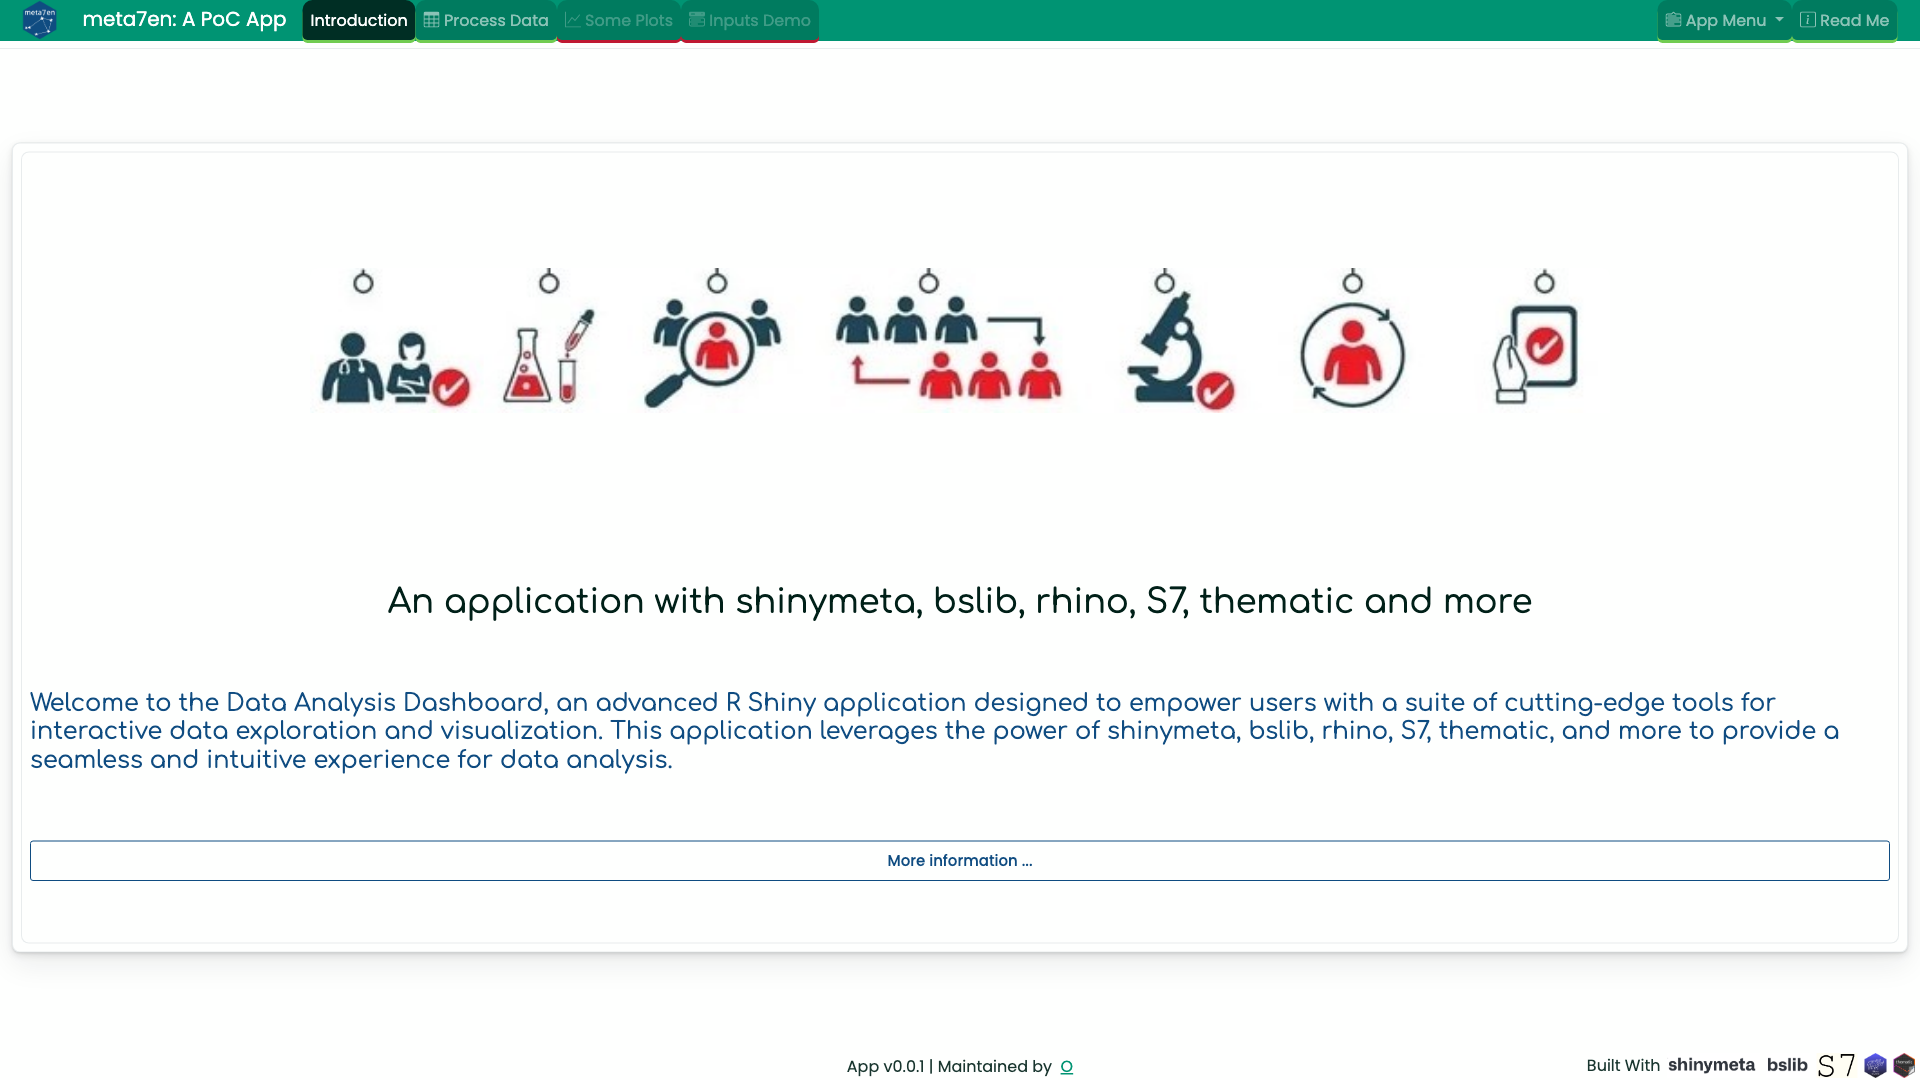 meta7en
meta7en: A PoC App
Introduction
Process Data
Some Plots
Inputs Demo
App Menu
Read Me
An application with shinymeta, bslib, rhino, S7, thematic and more
Welcome to the Data Analysis Dashboard, an advanced R Shiny application designed to empower users with a suite of cutting-edge tools for
interactive data exploration and visualization. This application leverages the power of shinymeta, bslib, rhino, S7, thematic, and more to provide a
seamless and intuitive experience for data analysis.
More information ...
App v0.0.1 | Maintained by O
Built With shinymeta bslib S7